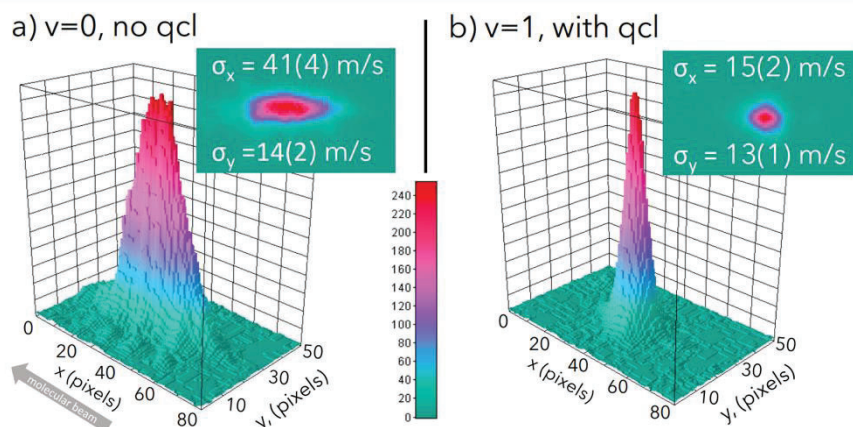 a) v=0, no qcl
σx = 41(4) m/s
σy =14(2) m/s
0
20
40
60
80
x (pixels)
10
30
50
y, (pixels)
molecular beam
240
220
200
180
160
140
120
100
80
60
40
20
0
b) v=1, with qcl
σx = 15(2) m/s
σy = 13(1) m/s
0
20
40
60
80
x (pixels)
10
30
50
y, (pixels)